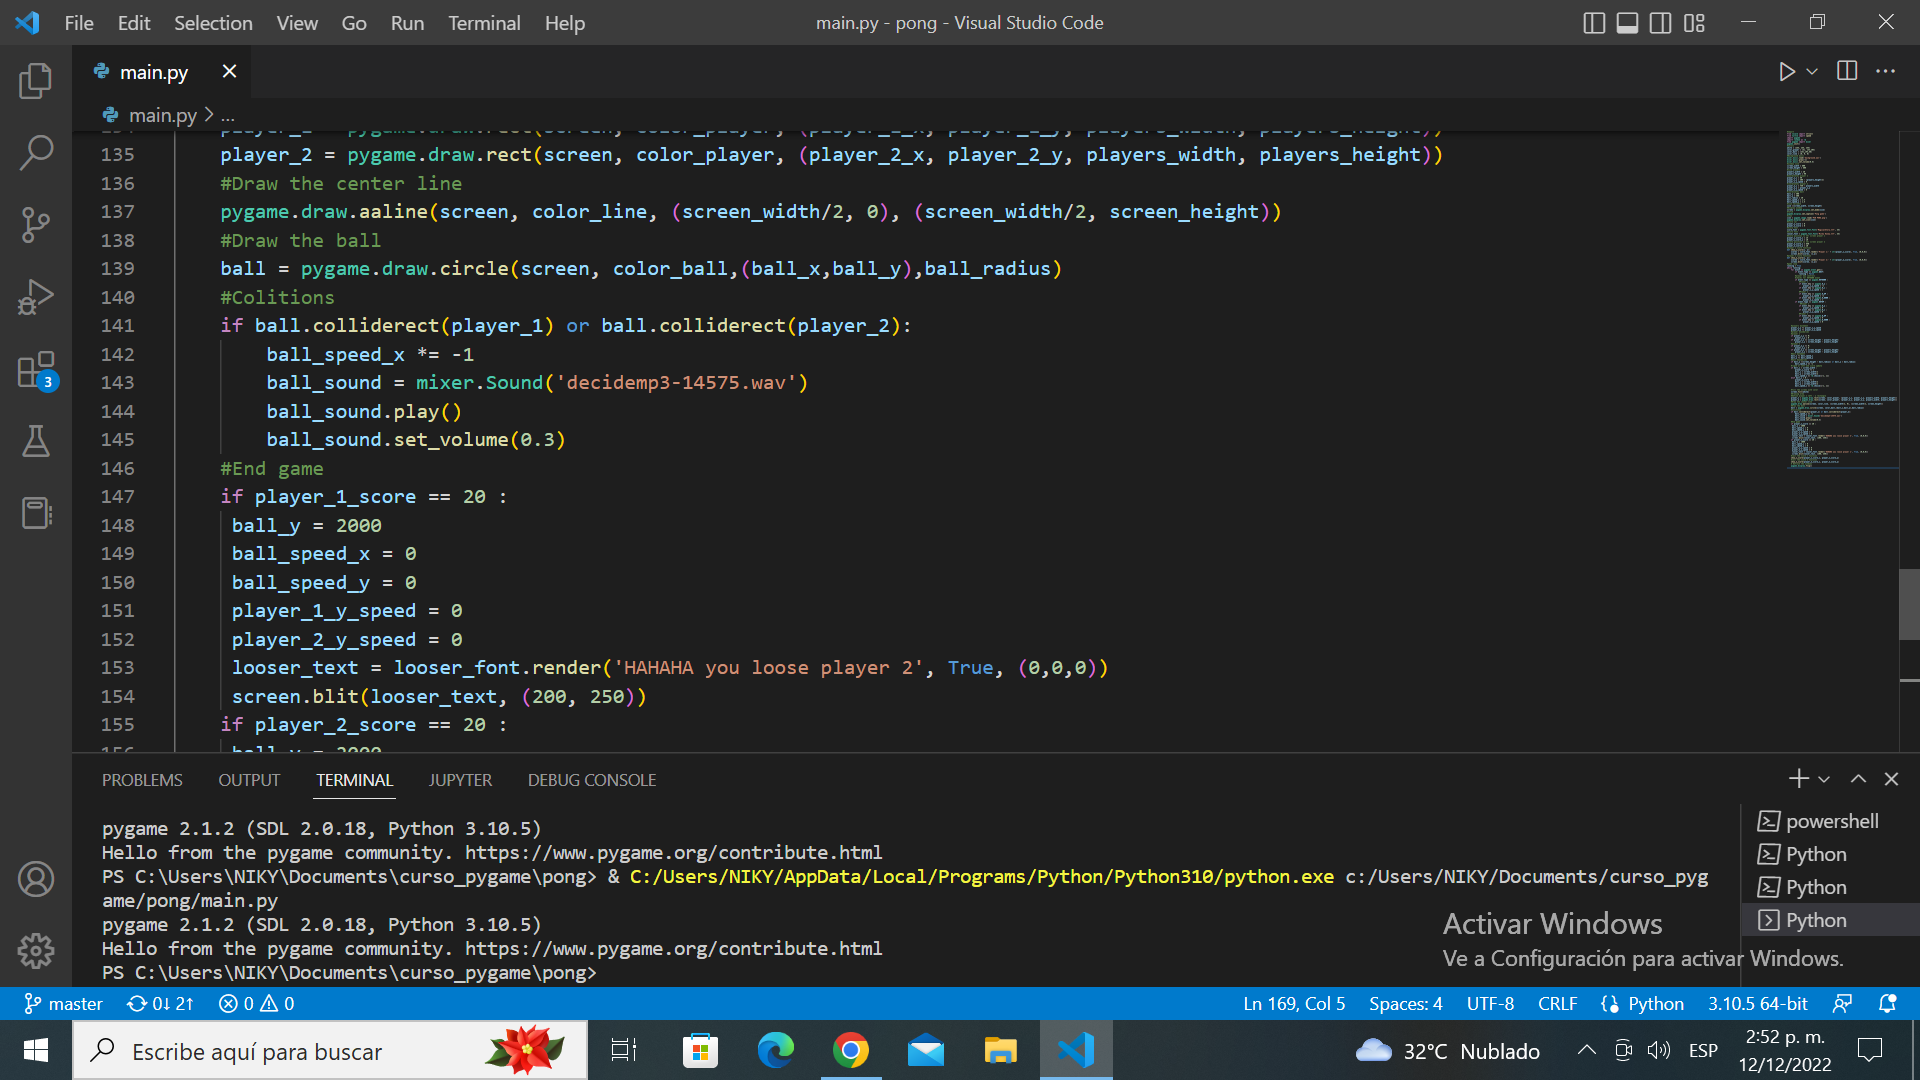 File Edit Selection View Go Run Terminal Help
main.py - pong - Visual Studio Code
main.py
main.py > ...
player_1 = pygame.draw.rect(screen, color_player, (player_1_x, player_1_y, players_width, players_height))
135 player_2 = pygame.draw.rect(screen, color_player, (player_2_x, player_2_y, players_width, players_height))
136 #Draw the center line
137 pygame.draw.aaline(screen, color_line, (screen_width/2, 0), (screen_width/2, screen_height))
138 #Draw the ball
139 ball = pygame.draw.circle(screen, color_ball,(ball_x,ball_y),ball_radius)
140 #Colitions
141 if ball.colliderect(player_1) or ball.colliderect(player_2):
142 ball_speed_x *= -1
143 ball_sound = mixer.Sound('decidemp3-14575.wav')
144 ball_sound.play()
145 ball_sound.set_volume(0.3)
146 #End game
147 if player_1_score == 20 :
148 ball_y = 2000
149 ball_speed_x = 0
150 ball_speed_y = 0
151 player_1_y_speed = 0
152 player_2_y_speed = 0
153 looser_text = looser_font.render('HAHAHA you loose player 2', True, (0,0,0))
154 screen.blit(looser_text, (200, 250))
155 if player_2_score == 20 :
156 ball_y = 2000
3
PROBLEMS OUTPUT TERMINAL JUPYTER DEBUG CONSOLE
pygame 2.1.2 (SDL 2.0.18, Python 3.10.5)
Hello from the pygame community. https://www.pygame.org/contribute.html
PS C:\Users\NIKY\Documents\curso_pygame\pong> & C:/Users/NIKY/AppData/Local/Programs/Python/Python310/python.exe c:/Users/NIKY/Documents/curso_pyg
ame/pong/main.py
pygame 2.1.2 (SDL 2.0.18, Python 3.10.5)
Hello from the pygame community. https://www.pygame.org/contribute.html
PS C:\Users\NIKY\Documents\curso_pygame\pong>
powershell
Python
Python
Python
Activar Windows
Ve a Configuración para activar Windows.
master 0↓ 2↑ 0 0 Ln 169, Col 5 Spaces: 4 UTF-8 CRLF Python 3.10.5 64-bit
Escribe aquí para buscar
32°C Nublado
ESP
2:52 p. m.
12/12/2022